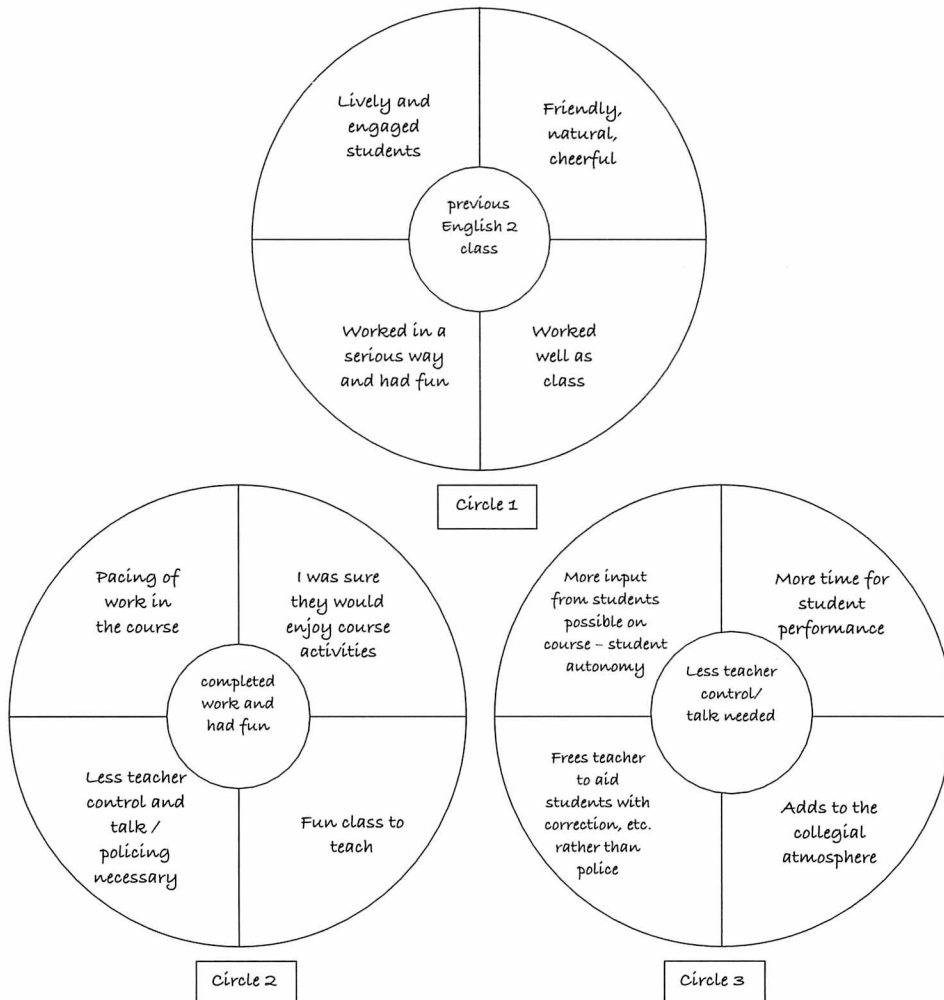 Lively and
engaged
students
Friendly,
natural,
cheerful
previous
English 2
class
Worked in a
serious way
and had fun
Worked
well as
class
Circle 1
Pacing of
work in
the course
I was sure
they would
enjoy course
activities
completed
work and
had fun
Less teacher
control and
talk /
policing
necessary
Fun class to
teach
Circle 2
More input
from students
possible on
course – student
autonomy
More time for
student
performance
Less teacher
control/
talk needed
Frees teacher
to aid
students with
correction, etc.
rather than
police
Adds to the
collegial
atmosphere
Circle 3